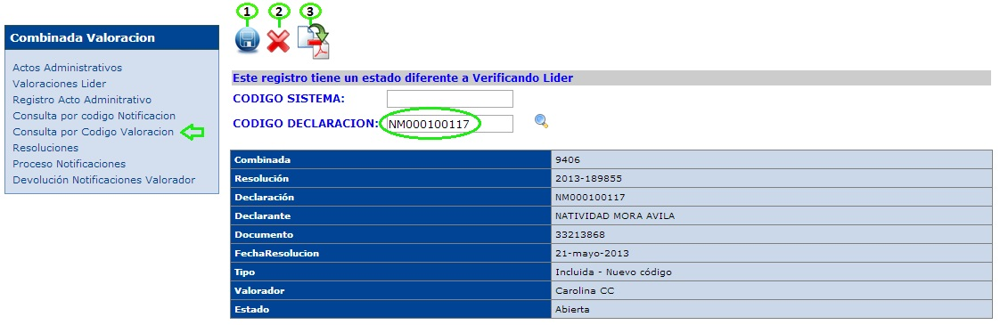 1 2 3
Combinada Valoracion
Actos Administrativos
Valoraciones Lider
Registro Acto Adminitrativo
Consulta por codigo Notificacion
Consulta por Codigo Valoracion
Resoluciones
Proceso Notificaciones
Devolución Notificaciones Valorador
Este registro tiene un estado diferente a Verificando Lider
CODIGO SISTEMA:
CODIGO DECLARACION: NM000100117
Combinada 9406
Resolución 2013-189855
Declaración NM000100117
Declarante NATIVIDAD MORA AVILA
Documento 33213868
FechaResolucion 21-mayo-2013
Tipo Incluida - Nuevo código
Valorador Carolina CC
Estado Abierta